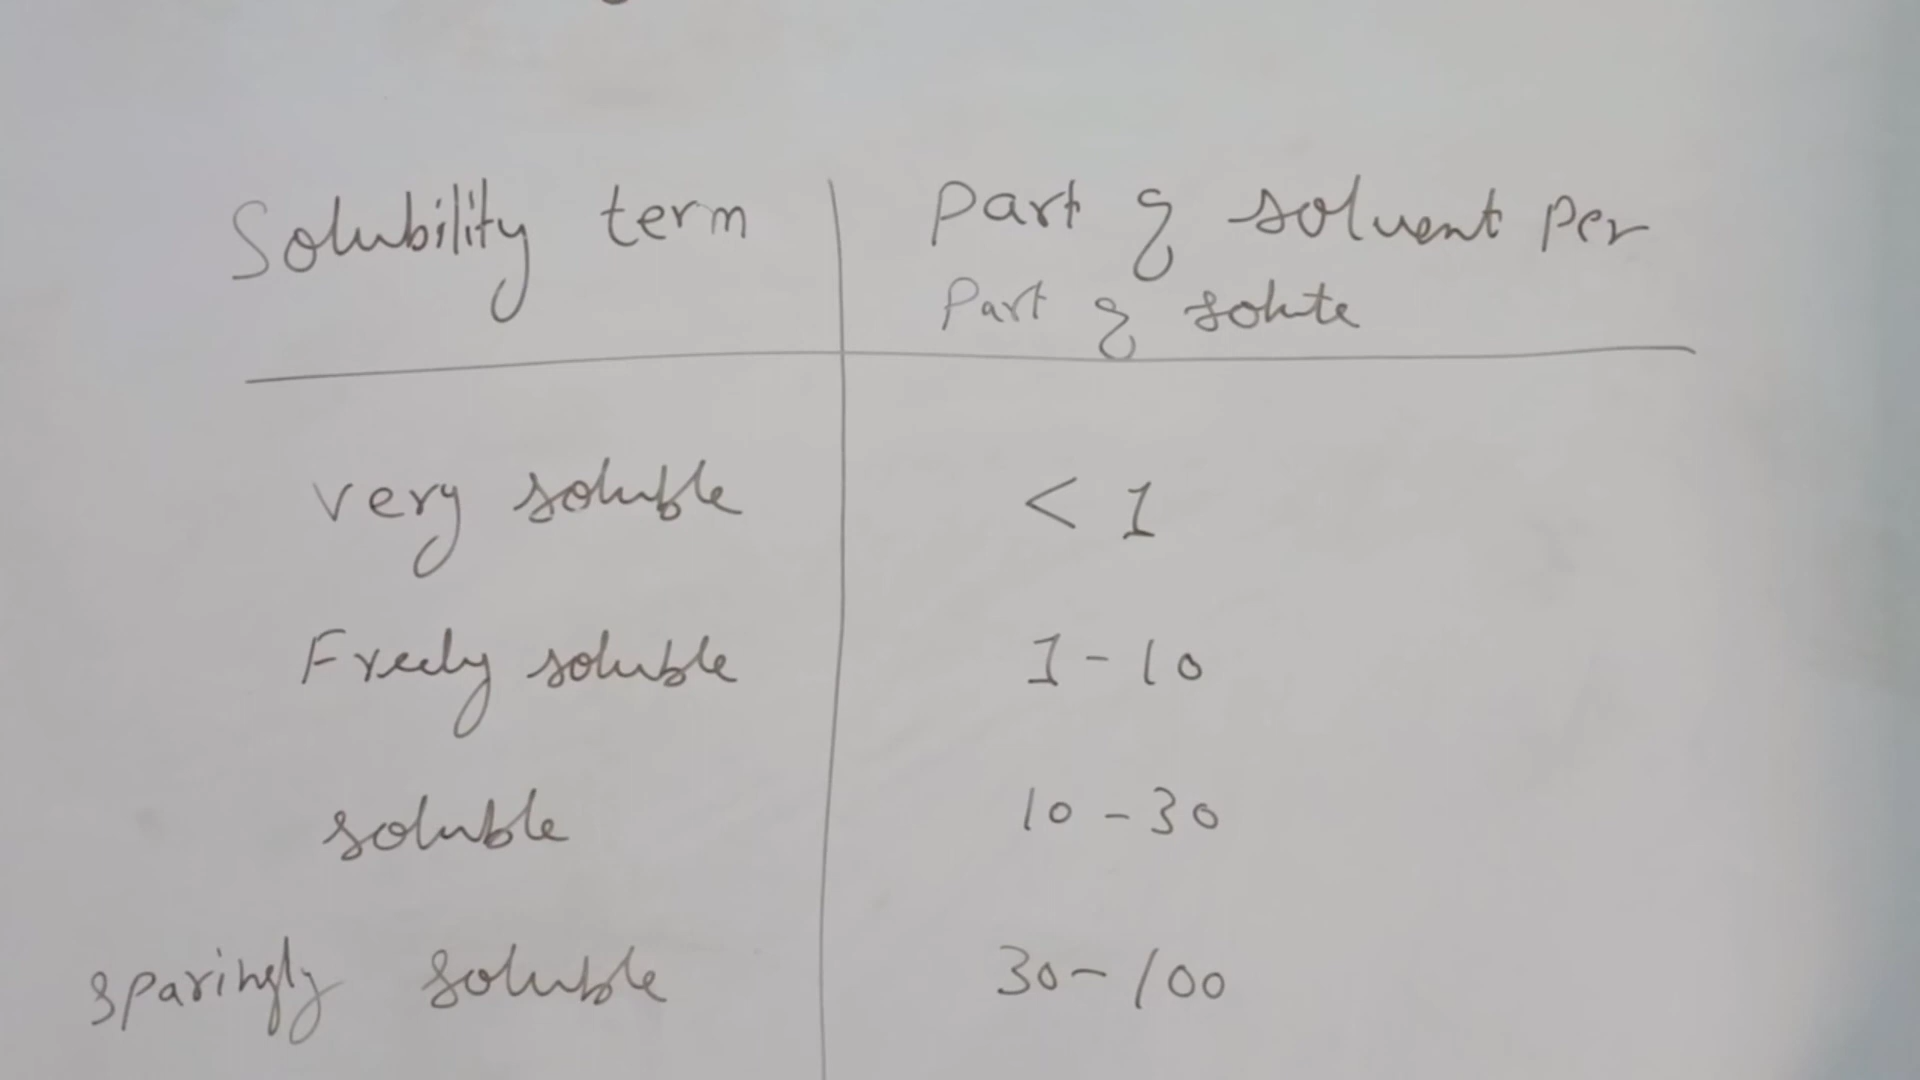 Solubility term | Part of solvent per
Part of solute
very soluble | < 1
Freely soluble | 1 - 10
soluble | 10 - 30
sparingly soluble | 30 - 100